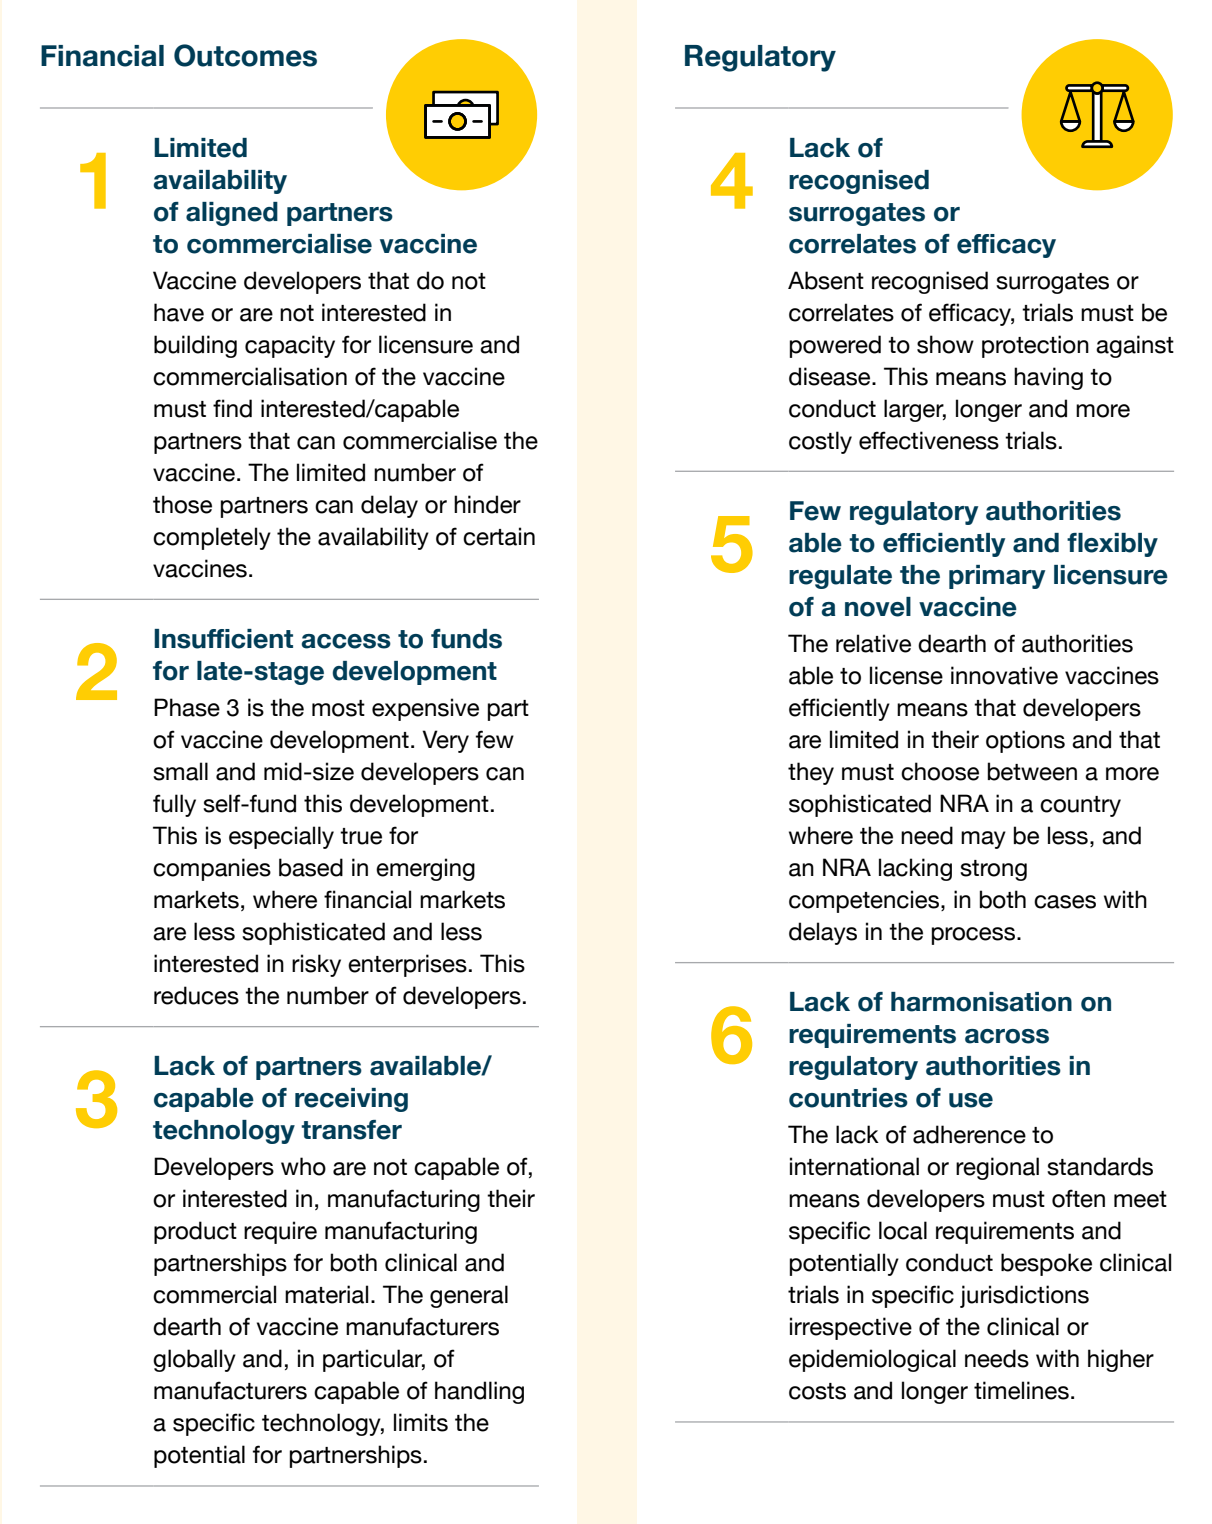 Financial Outcomes
1
Limited
availability
of aligned partners
to commercialise vaccine
Vaccine developers that do not
have or are not interested in
building capacity for licensure and
commercialisation of the vaccine
must find interested/capable
partners that can commercialise the
vaccine. The limited number of
those partners can delay or hinder
completely the availability of certain
vaccines.
2
Insufficient access to funds
for late-stage development
Phase 3 is the most expensive part
of vaccine development. Very few
small and mid-size developers can
fully self-fund this development.
This is especially true for
companies based in emerging
markets, where financial markets
are less sophisticated and less
interested in risky enterprises. This
reduces the number of developers.
3
Lack of partners available/
capable of receiving
technology transfer
Developers who are not capable of,
or interested in, manufacturing their
product require manufacturing
partnerships for both clinical and
commercial material. The general
dearth of vaccine manufacturers
globally and, in particular, of
manufacturers capable of handling
a specific technology, limits the
potential for partnerships.
Regulatory
4
Lack of
recognised
surrogates or
correlates of efficacy
Absent recognised surrogates or
correlates of efficacy, trials must be
powered to show protection against
disease. This means having to
conduct larger, longer and more
costly effectiveness trials.
5
Few regulatory authorities
able to efficiently and flexibly
regulate the primary licensure
of a novel vaccine
The relative dearth of authorities
able to license innovative vaccines
efficiently means that developers
are limited in their options and that
they must choose between a more
sophisticated NRA in a country
where the need may be less, and
an NRA lacking strong
competencies, in both cases with
delays in the process.
6
Lack of harmonisation on
requirements across
regulatory authorities in
countries of use
The lack of adherence to
international or regional standards
means developers must often meet
specific local requirements and
potentially conduct bespoke clinical
trials in specific jurisdictions
irrespective of the clinical or
epidemiological needs with higher
costs and longer timelines.